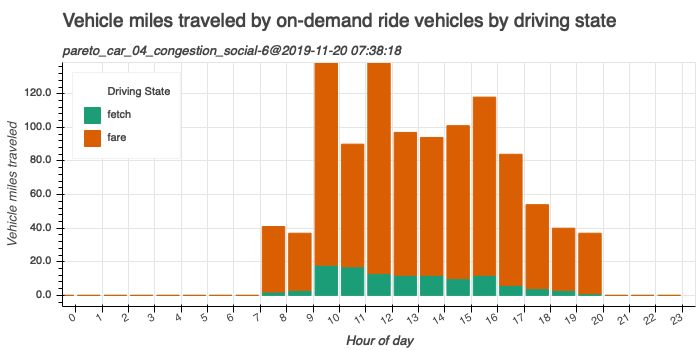 Vehicle miles traveled by on-demand ride vehicles by driving state
pareto_car_04_congestion_social-6@2019-11-20 07:38:18
Driving State
fetch
fare
Vehicle miles traveled
120.0
100.0
80.0
60.0
40.0
20.0
0.0
0 1 2 3 4 5 6 7 8 9 10 11 12 13 14 15 16 17 18 19 20 21 22 23
Hour of day